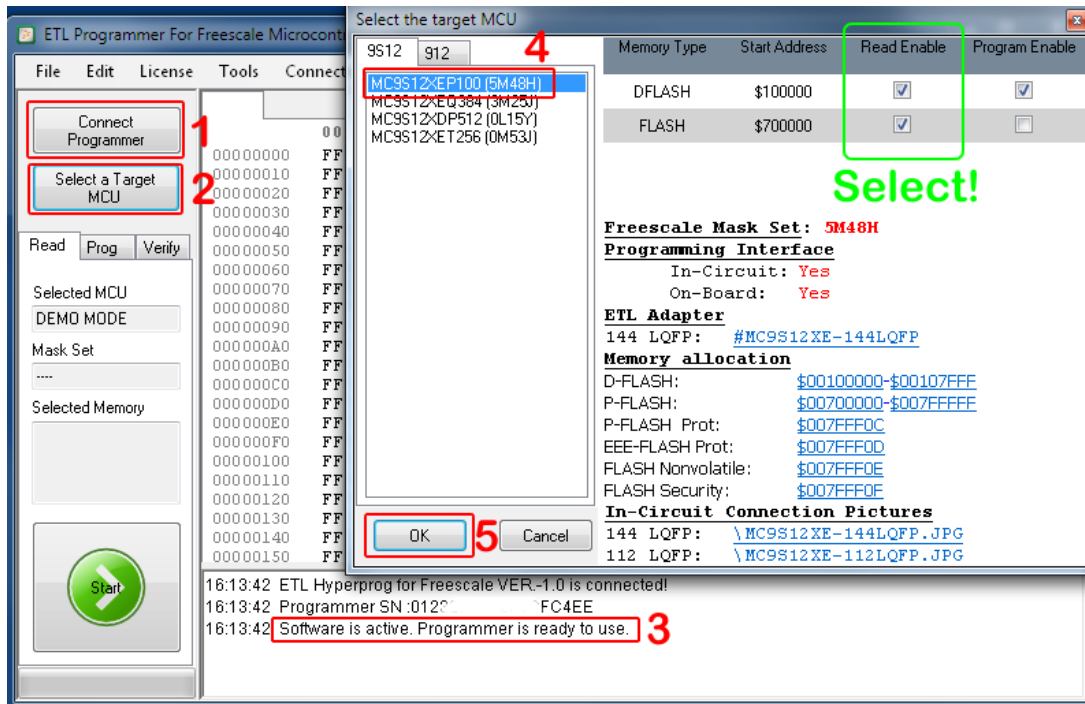 ETL Programmer For Freescale Microcontr
File Edit License Tools Connect
Connect
Programmer
1
Select a Target
MCU
2
Read Prog Verify
Selected MCU
DEMO MODE
Mask Set
----
Selected Memory
Start
00
00000000 FF
00000010 FF
00000020 FF
00000030 FF
00000040 FF
00000050 FF
00000060 FF
00000070 FF
00000080 FF
00000090 FF
000000A0 FF
000000B0 FF
000000C0 FF
000000D0 FF
000000E0 FF
000000F0 FF
00000100 FF
00000110 FF
00000120 FF
00000130 FF
00000140 FF
00000150 FF
Select the target MCU
9S12 912
4
MC9S12XEP100 (5M48H)
MC9S12XEQ384 (3M25J)
MC9S12XDP512 (0L15Y)
MC9S12XET256 (0M53J)
OK
5
Cancel
Memory Type Start Address Read Enable Program Enable
DFLASH $100000
FLASH $700000
Select!
Freescale Mask Set: 5M48H
Programming Interface
In-Circuit: Yes
On-Board: Yes
ETL Adapter
144 LQFP: #MC9S12XE-144LQFP
Memory allocation
D-FLASH: $00100000-$00107FFF
P-FLASH: $00700000-$007FFFFF
P-FLASH Prot: $007FFF0C
EEE-FLASH Prot: $007FFF0D
FLASH Nonvolatile: $007FFF0E
FLASH Security: $007FFF0F
In-Circuit Connection Pictures
144 LQFP: \MC9S12XE-144LQFP.JPG
112 LQFP: \MC9S12XE-112LQFP.JPG
16:13:42 ETL Hyperprog for Freescale VER.-1.0 is connected!
16:13:42 Programmer SN :0123 FC4EE
16:13:42 Software is active. Programmer is ready to use.
3